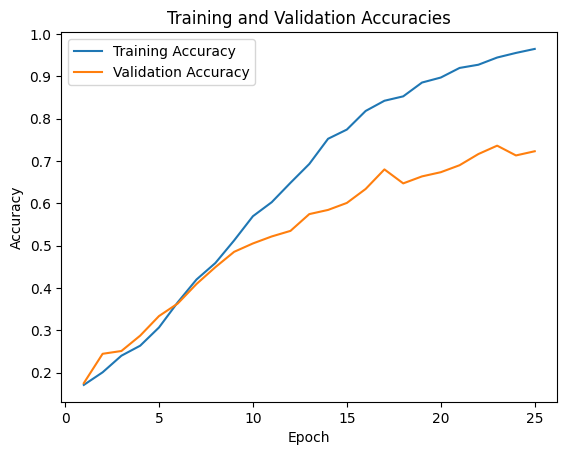 Training and Validation Accuracies
Training Accuracy
Validation Accuracy
1.0
0.9
0.8
0.7
0.6
0.5
0.4
0.3
0.2
Accuracy
0 5 10 15 20 25
Epoch